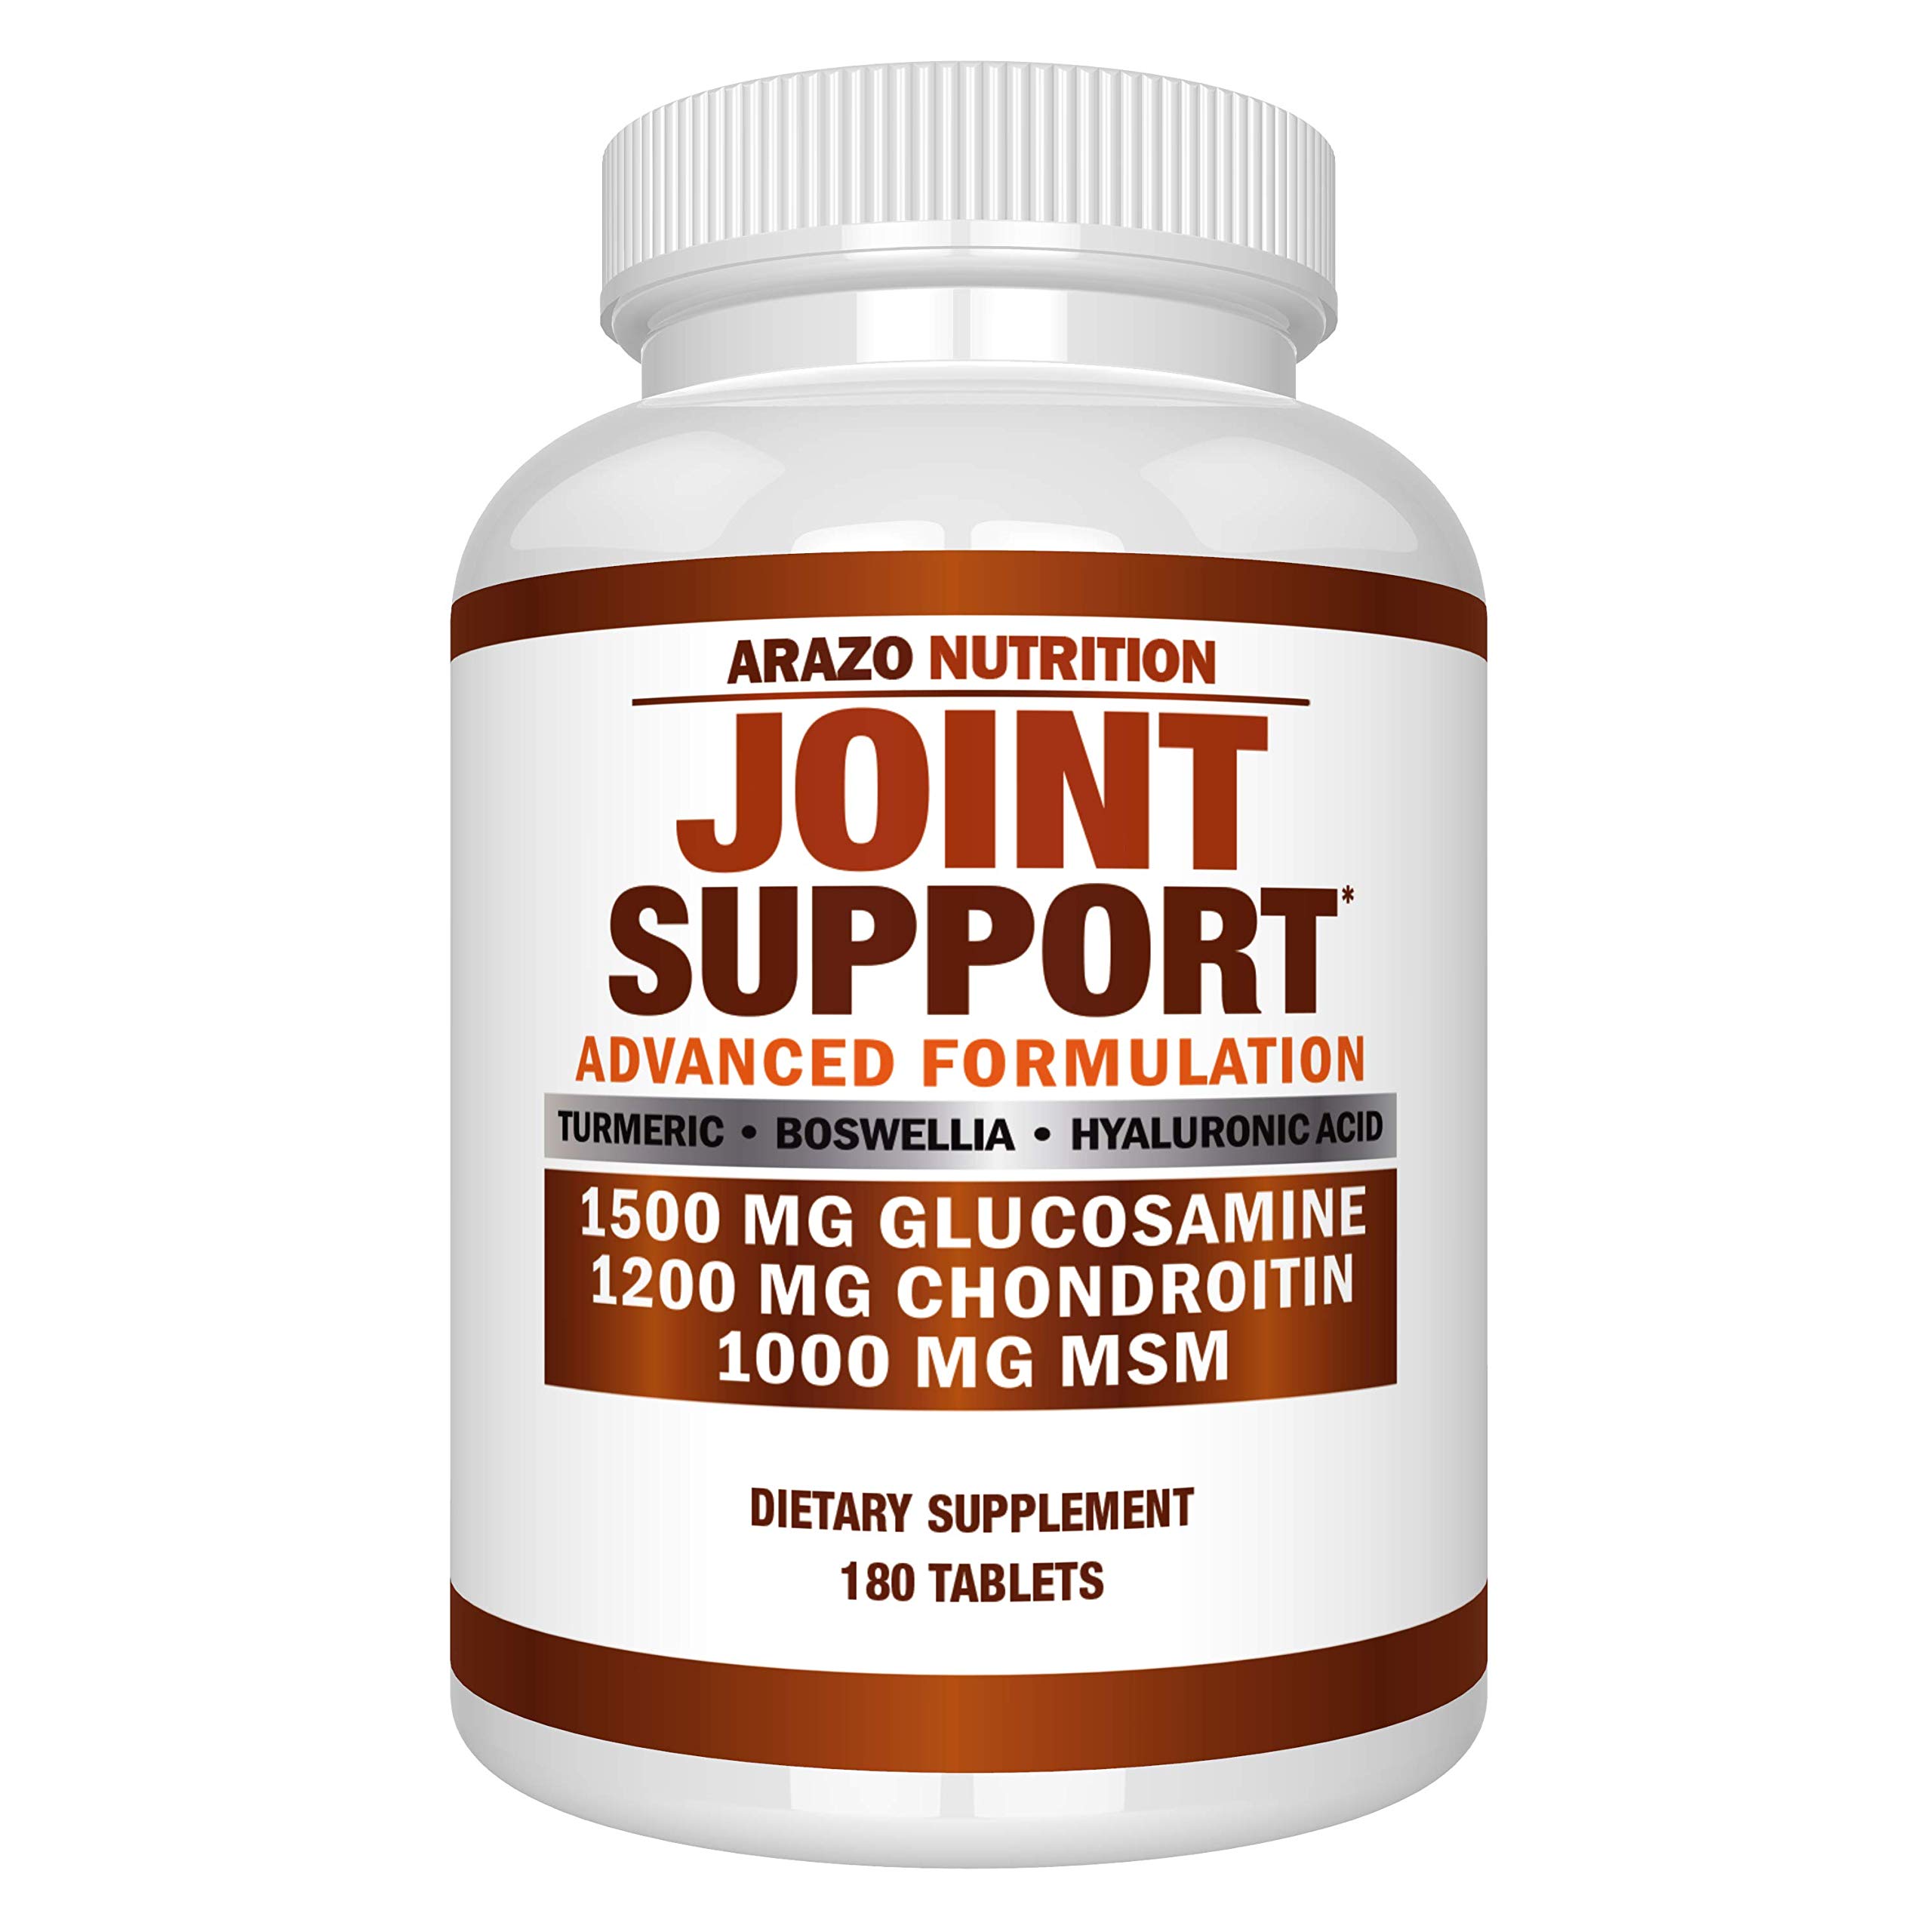 ARAZO NUTRITION
JOINT
SUPPORT*
ADVANCED FORMULATION
TURMERIC • BOSWELLIA • HYALURONIC ACID
1500 MG GLUCOSAMINE
1200 MG CHONDROITIN
1000 MG MSM
DIETARY SUPPLEMENT
180 TABLETS